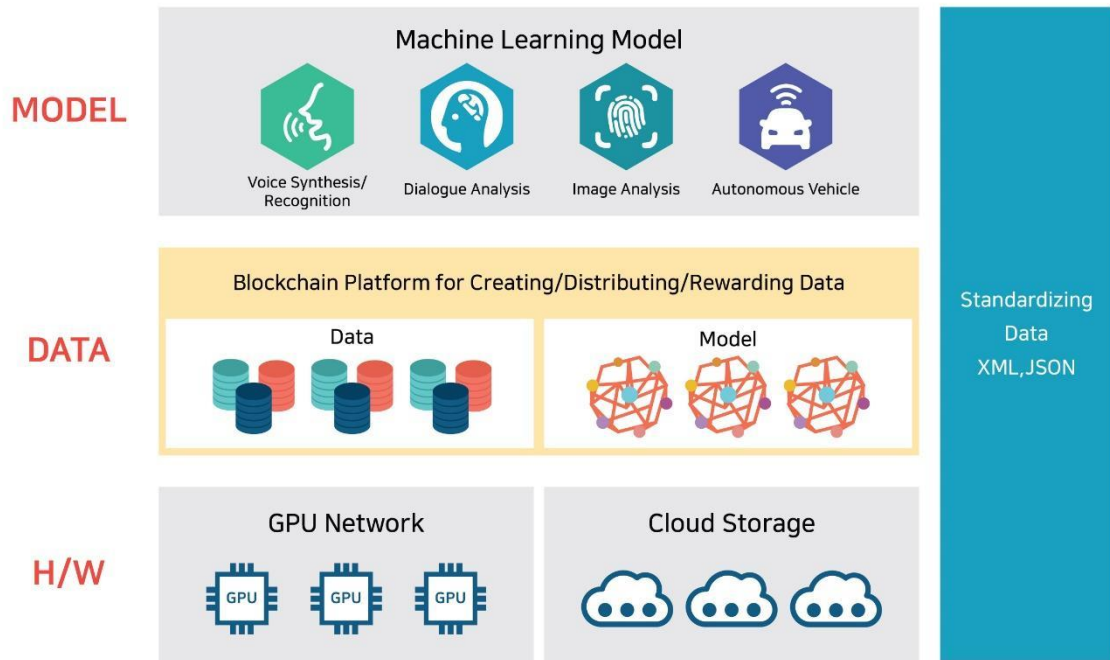 MODEL
Machine Learning Model
Voice Synthesis/
Recognition
Dialogue Analysis
Image Analysis
Autonomous Vehicle
DATA
Blockchain Platform for Creating/Distributing/Rewarding Data
Data
Model
H/W
GPU Network
GPU
GPU
GPU
Cloud Storage
Standardizing
Data
XML,JSON